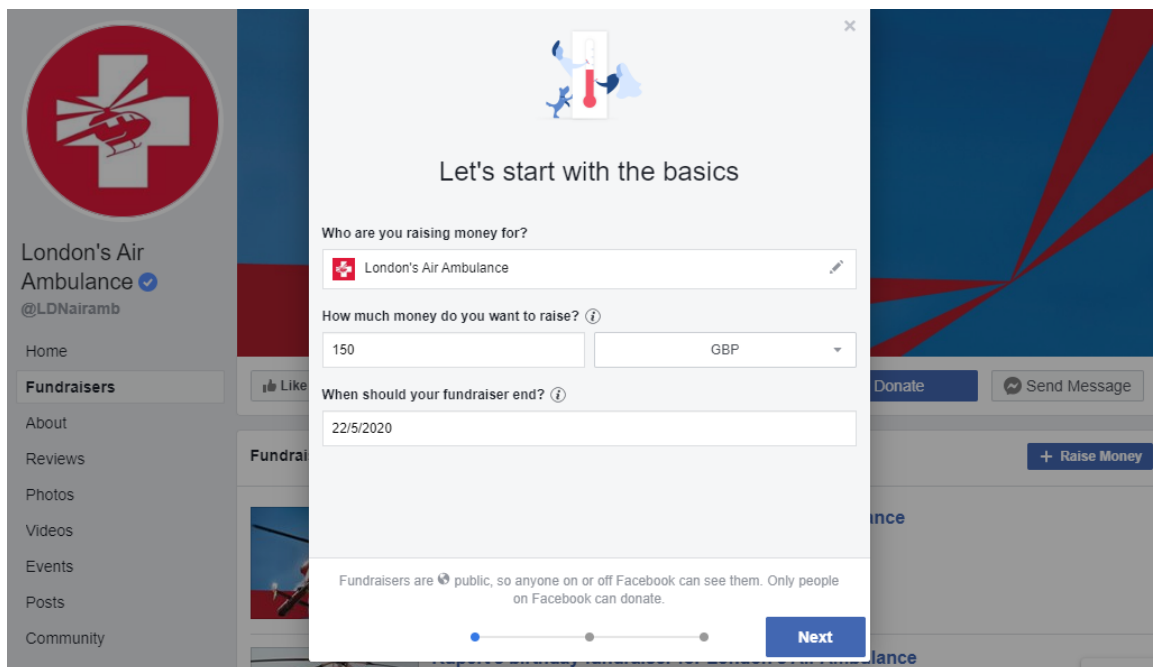 London's Air
Ambulance
@LDNairamb
Home
Fundraisers
About
Reviews
Photos
Videos
Events
Posts
Community
Like
Donate
Send Message
+ Raise Money
Let's start with the basics
Who are you raising money for?
London's Air Ambulance
How much money do you want to raise?
150
GBP
When should your fundraiser end?
22/5/2020
Fundraisers are public, so anyone on or off Facebook can see them. Only people
on Facebook can donate.
Next